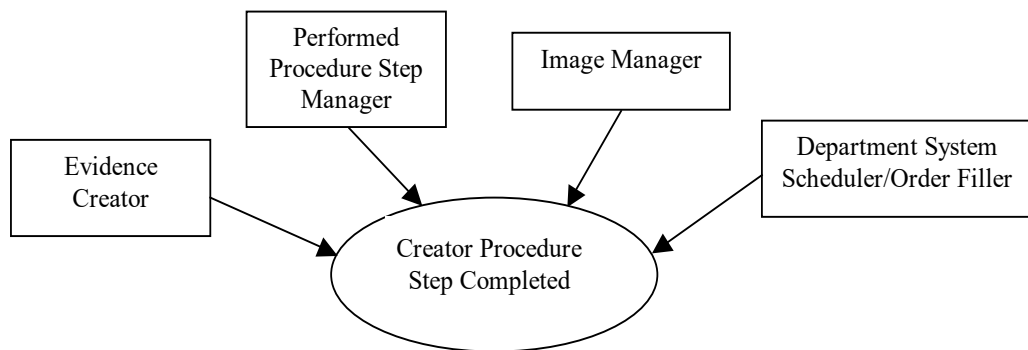 Performed
Procedure Step
Manager
Image Manager
Evidence
Creator
Department System
Scheduler/Order Filler
Creator Procedure
Step Completed